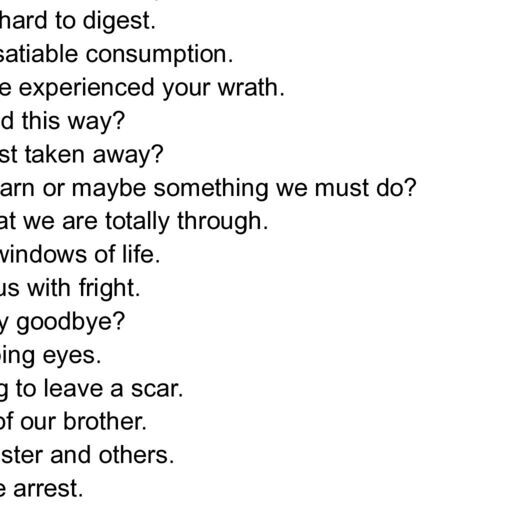 hard to digest.
satiable consumption.
e experienced your wrath.
d this way?
st taken away?
arn or maybe something we must do?
at we are totally through.
windows of life.
us with fright.
y goodbye?
ing eyes.
g to leave a scar.
of our brother.
ster and others.
e arrest.